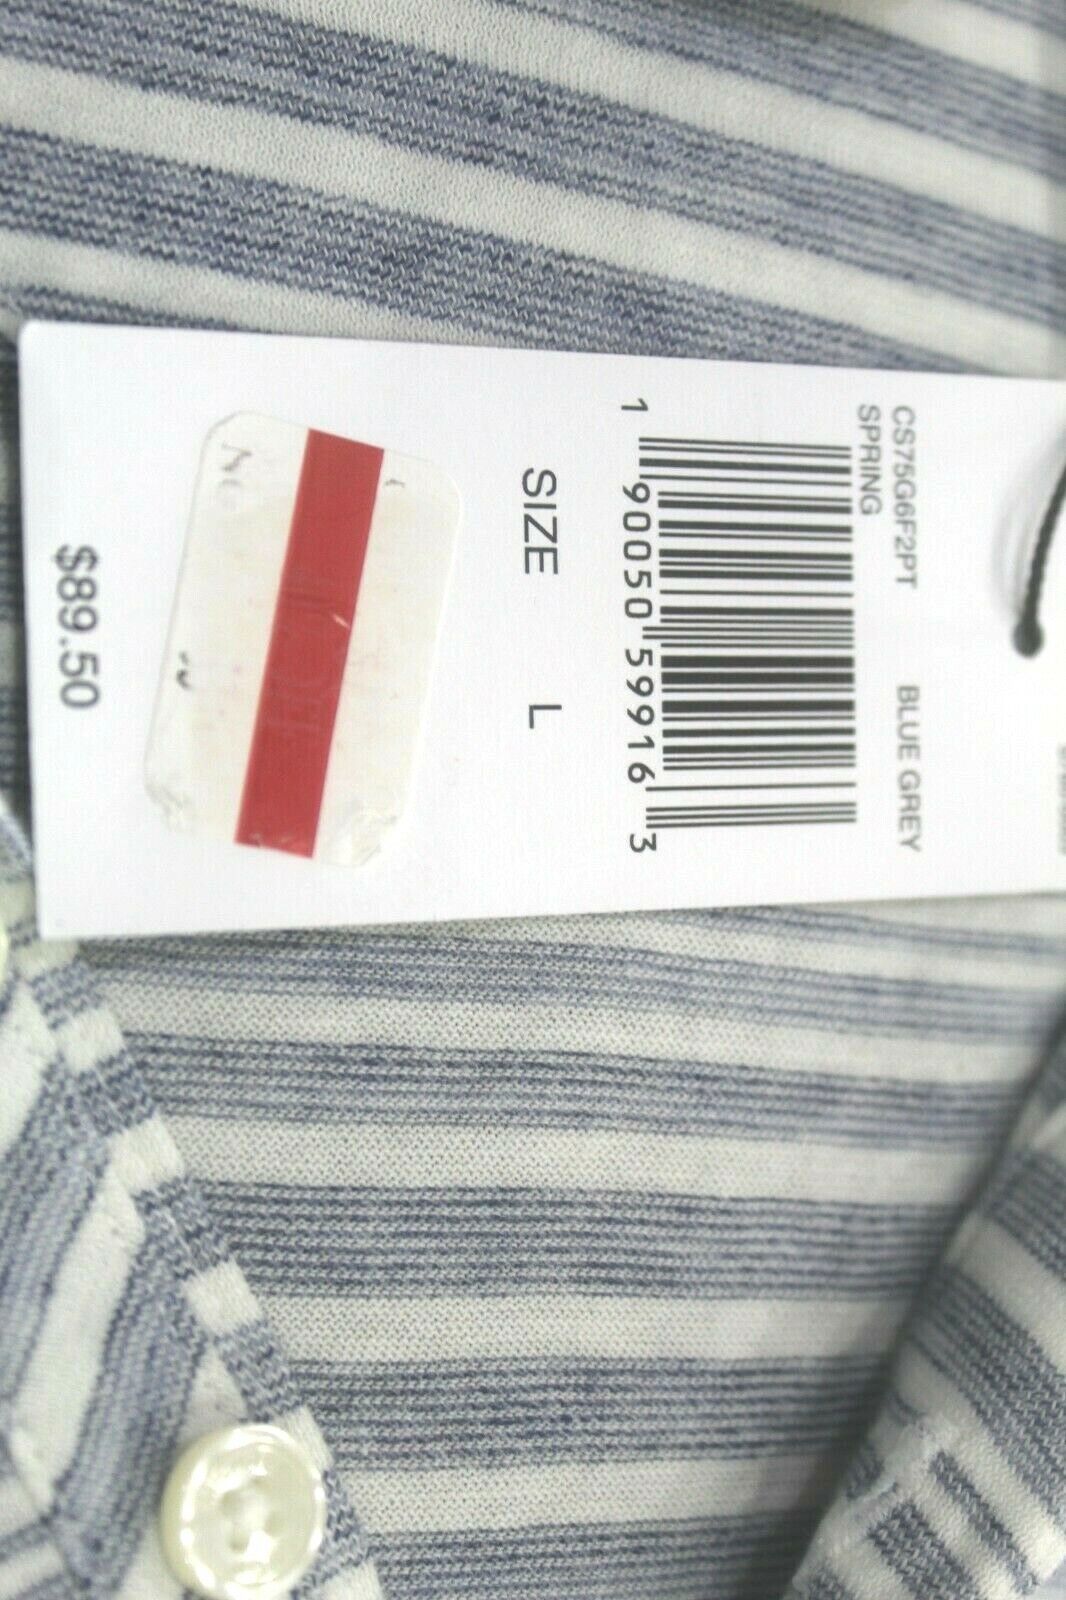 CS75G6F2PT BLUE GREY
SPRING
1 90050 59916 3
SIZE L
$89.50